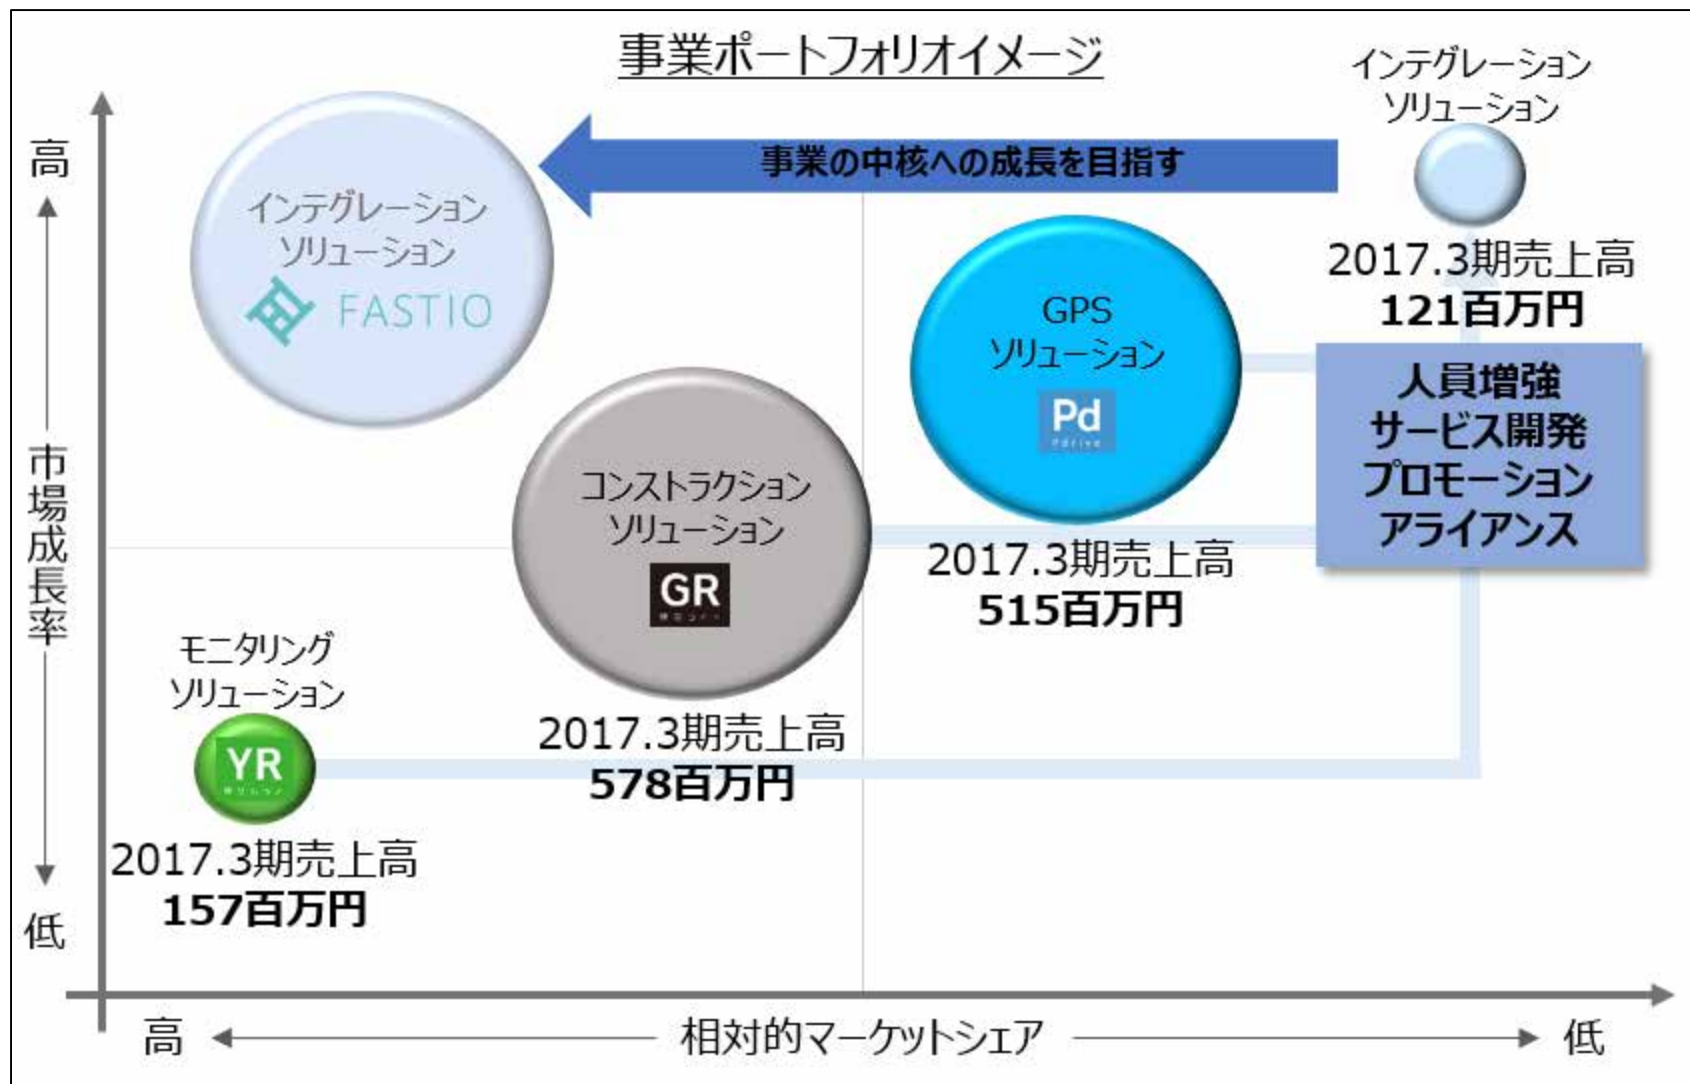 事業ポートフォリオイメージ
インテグレーション
ソリューション
高
事業の中核への成長を目指す
インテグレーション
ソリューション
FASTIO
2017.3期売上高
121百万円
GPS
ソリューション
Pd
Pdrive
人員増強
サービス開発
プロモーション
アライアンス
コンストラクション
ソリューション
GR
市場成長率
2017.3期売上高
515百万円
モニタリング
ソリューション
YR
2017.3期売上高
578百万円
2017.3期売上高
157百万円
低
高
相対的マーケットシェア
低